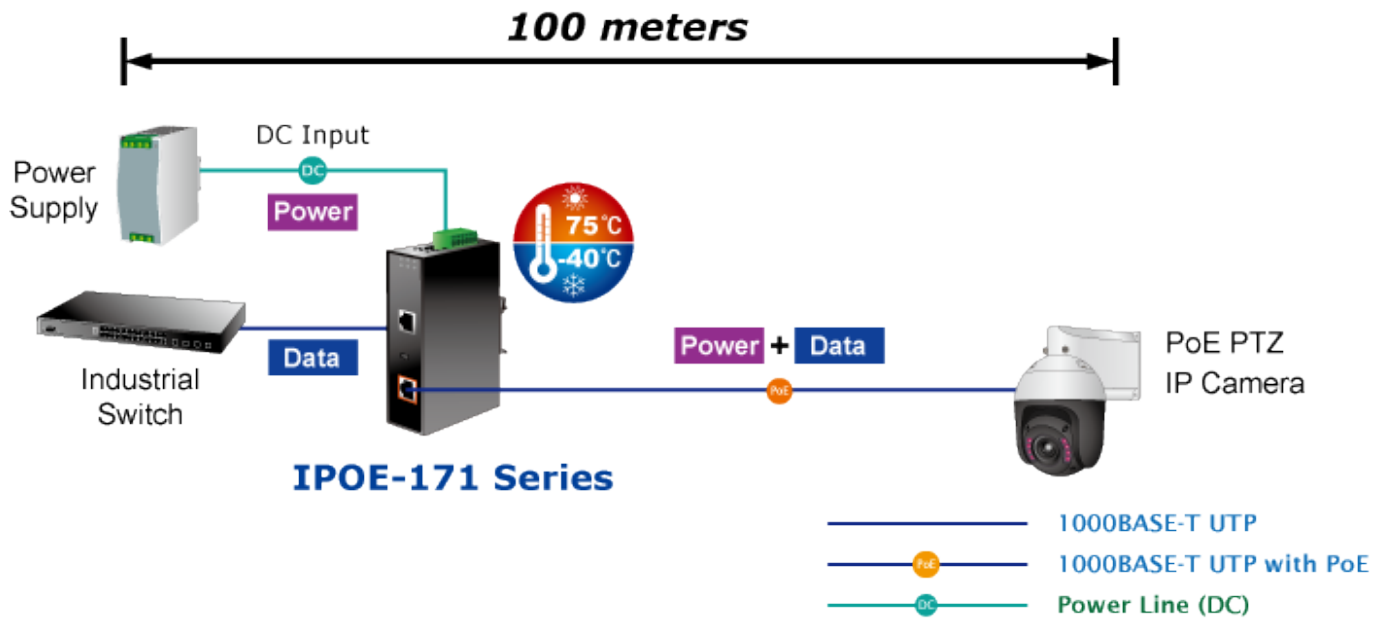 100 meters
DC Input
DC
Power
Power
Supply
75°C
-40°C
Data
Industrial
Switch
Power + Data
PoE
PoE PTZ
IP Camera
IPOE-171 Series
1000BASE-T UTP
PoE
1000BASE-T UTP with PoE
DC
Power Line (DC)